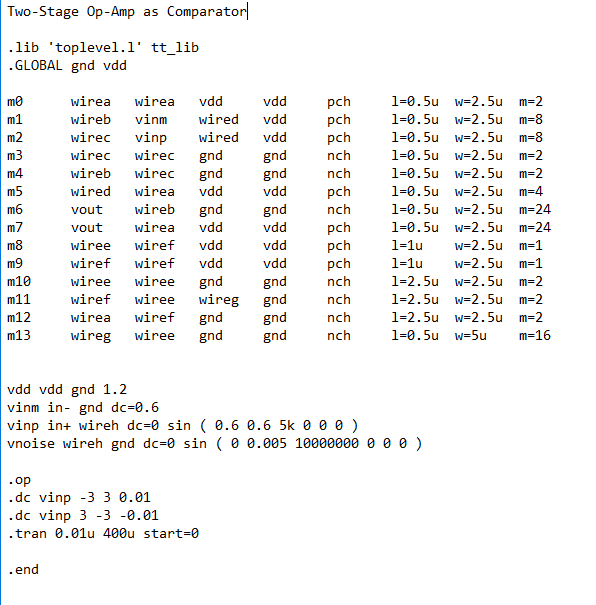 Two-Stage Op-Amp as Comparator
.lib 'toplevel.l' tt_lib
.GLOBAL gnd vdd
m0 wirea wirea vdd vdd pch l=0.5u w=2.5u m=2
m1 wireb vinm wired vdd pch l=0.5u w=2.5u m=8
m2 wirec vinp wired vdd pch l=0.5u w=2.5u m=8
m3 wirec wirec gnd gnd nch l=0.5u w=2.5u m=2
m4 wireb wirec gnd gnd nch l=0.5u w=2.5u m=2
m5 wired wirea vdd vdd pch l=0.5u w=2.5u m=4
m6 vout wireb gnd gnd nch l=0.5u w=2.5u m=24
m7 vout wirea vdd vdd pch l=0.5u w=2.5u m=24
m8 wiree wiref vdd vdd pch l=1u w=2.5u m=1
m9 wiref wiref vdd vdd pch l=1u w=2.5u m=1
m10 wiree wiree gnd gnd nch l=2.5u w=2.5u m=2
m11 wiref wiree wireg gnd nch l=2.5u w=2.5u m=2
m12 wirea wiref gnd gnd nch l=2.5u w=2.5u m=2
m13 wireg wiree gnd gnd nch l=0.5u w=5u m=16
vdd vdd gnd 1.2
vinm in- gnd dc=0.6
vinp in+ wireh dc=0 sin ( 0.6 0.6 5k 0 0 0 )
vnoise wireh gnd dc=0 sin ( 0 0.005 10000000 0 0 0 )
.op
.dc vinp -3 3 0.01
.dc vinp 3 -3 -0.01
.tran 0.01u 400u start=0
.end